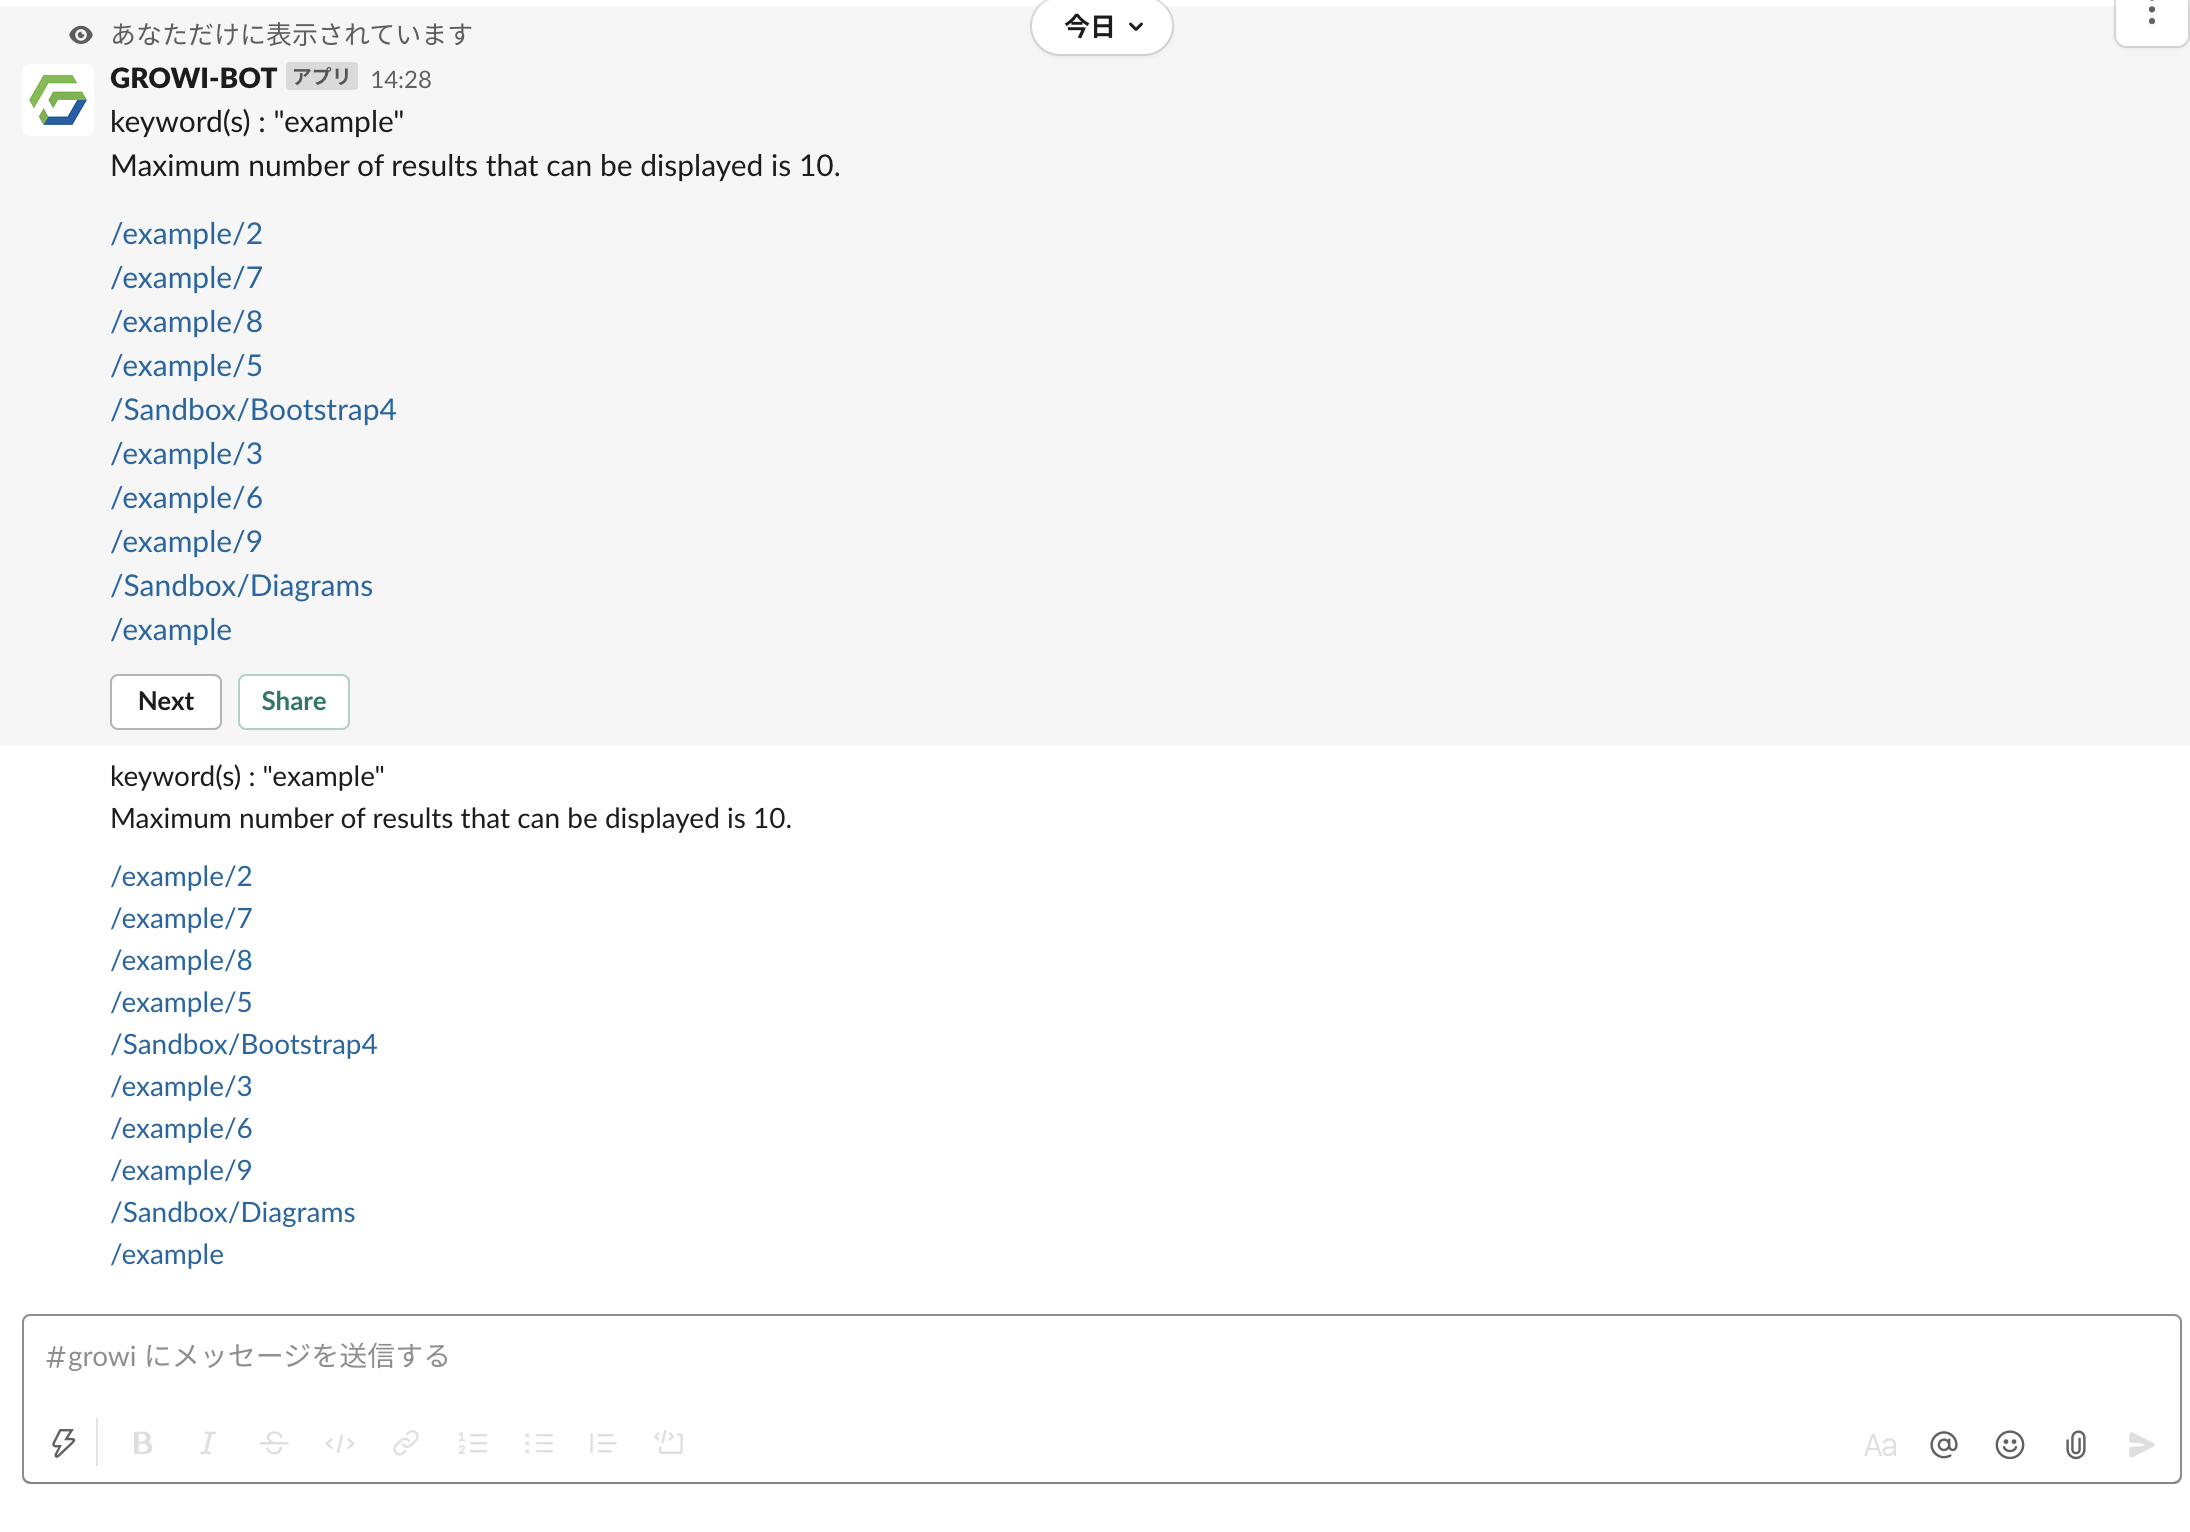 今日
あなただけに表示されています
GROWI-BOT アプリ 14:28
keyword(s) : "example"
Maximum number of results that can be displayed is 10.
/example/2
/example/7
/example/8
/example/5
/Sandbox/Bootstrap4
/example/3
/example/6
/example/9
/Sandbox/Diagrams
/example
Next Share
keyword(s) : "example"
Maximum number of results that can be displayed is 10.
/example/2
/example/7
/example/8
/example/5
/Sandbox/Bootstrap4
/example/3
/example/6
/example/9
/Sandbox/Diagrams
/example
#growi にメッセージを送信する
B I S </> Aa @